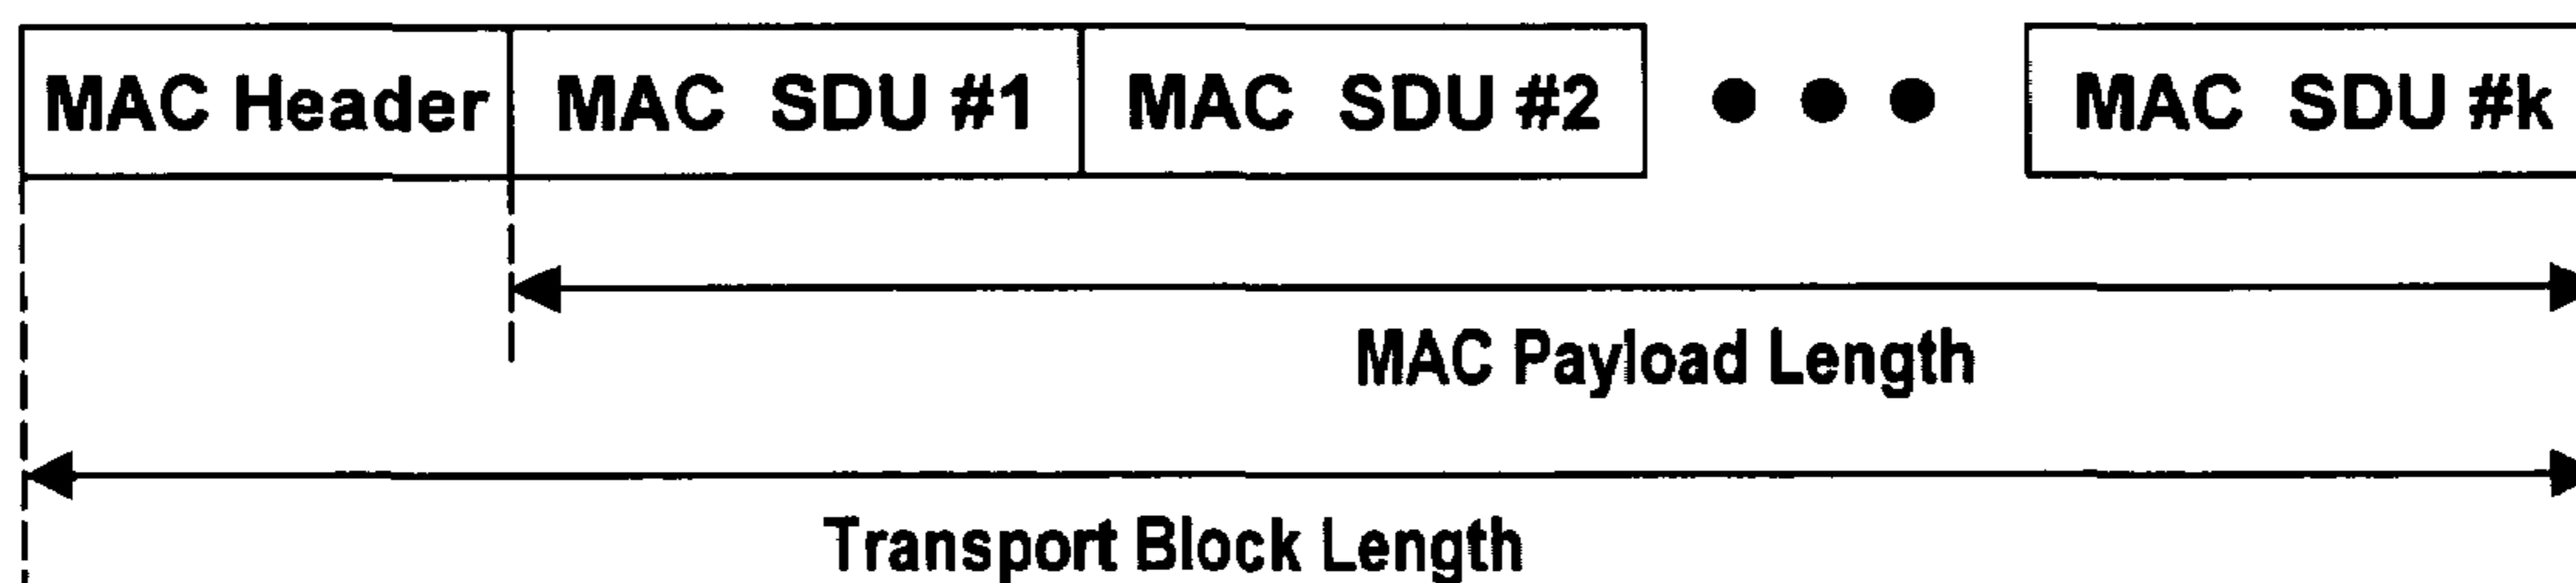 MAC Header MAC SDU #1 MAC SDU #2 ● ● ● MAC SDU #k
MAC Payload Length
Transport Block Length